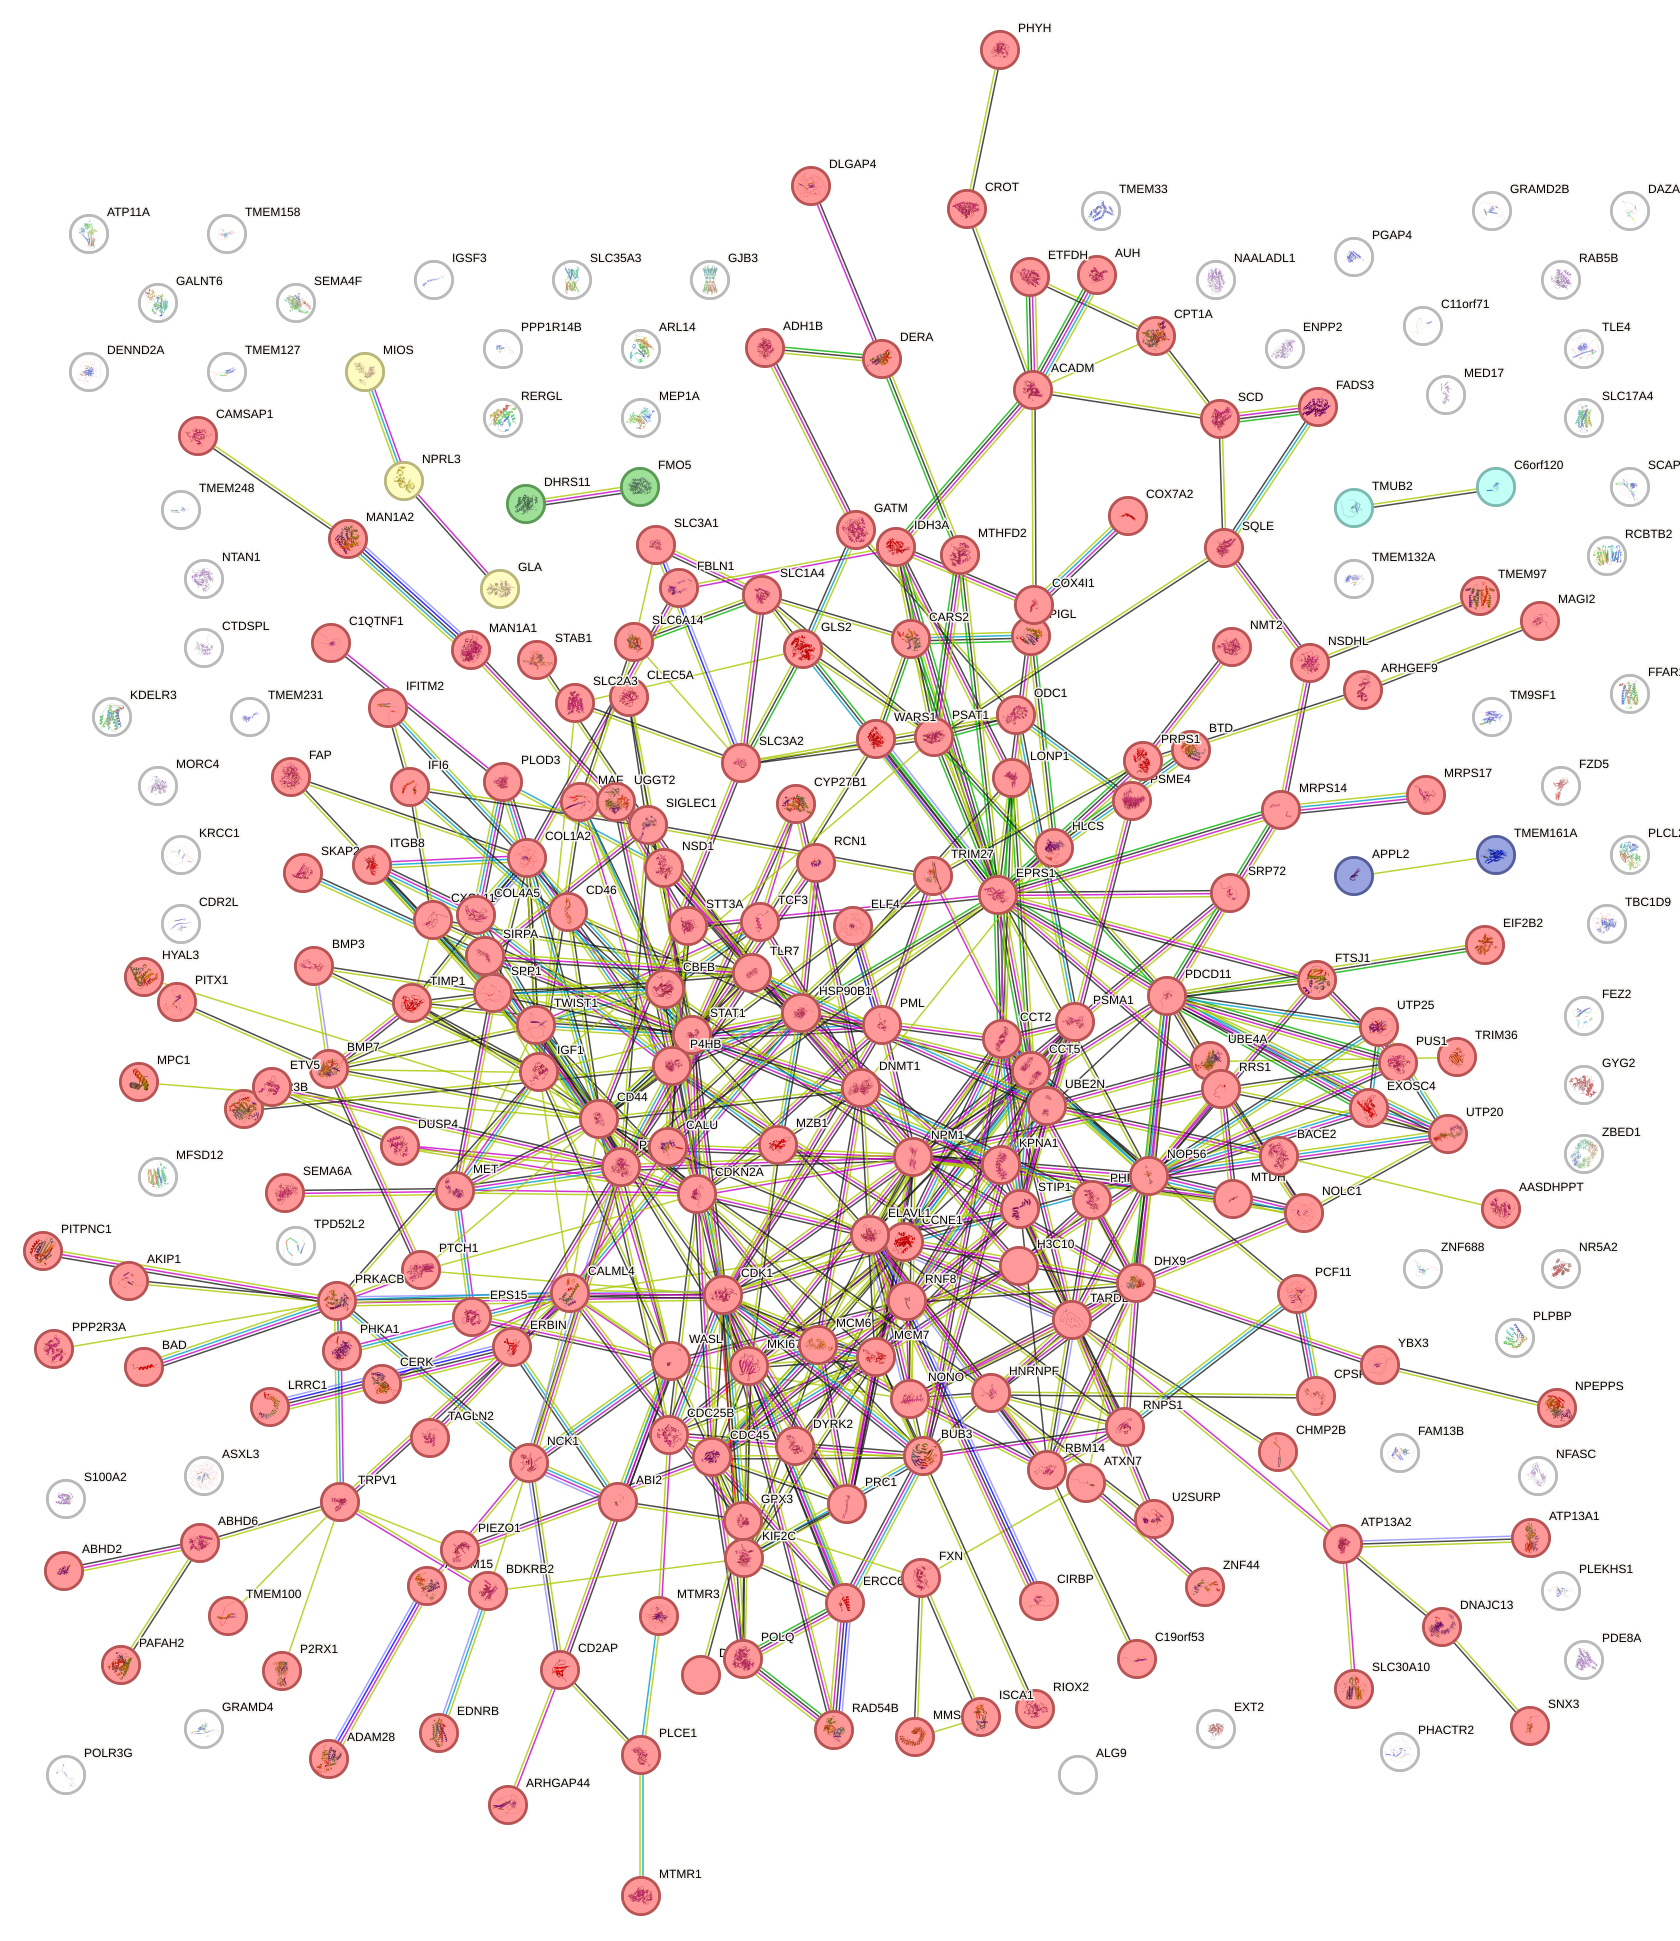 PHYH
DLGAP4
CROT
TMEM33
GRAMD2B
DAZA
ATP11A
TMEM158
PGAP4
ETFDH
AUH
NAALADL1
RAB5B
IGSF3
SLC35A3
GJB3
GALNT6
SEMA4F
C11orf71
CPT1A
ADH1B
DERA
PPP1R14B
ARL14
ENPP2
TLE4
DENND2A
TMEM127
MIOS
ACADM
MED17
SCD
FADS3
RERGL
MEP1A
SLC17A4
CAMSAP1
NPRL3
DHRS11
FMO5
TMUB2
C6orf120
SCAP
TMEM248
COX7A2
MAN1A2
SLC3A1
GATM
IDH3A
MTHFD2
SQLE
RCBTB2
NTAN1
GLA
FBLN1
SLC1A4
COX4I1
TMEM132A
TMEM97
MAGI2
PIGL
CTDSPL
C1QTNF1
MAN1A1
STAB1
SLC6A14
GLS2
CARS2
NMT2
NSDHL
KDELR3
TMEM231
IFITM2
SLC2A3
CLEC5A
ARHGEF9
TM9SF1
FFAR
ODC1
WARS1
PSAT1
BTD
PRPS1
SLC3A2
FAP
IFI6
PLOD3
MORC4
MAF
UGGT2
CYP27B1
LONP1
PSME4
MRPS14
MRPS17
FZD5
SIGLEC1
HLCS
COL1A2
KRCC1
SKAP2
ITGB8
NSD1
RCN1
TRIM27
EPRS1
SRP72
APPL2
TMEM161A
PLCL
COL4A5
CD46
CDR2L
STT3A
TCF3
ELF4
TBC1D9
SIRPA
HYAL3
BMP3
PITX1
SPP1
TIMP1
CBFB
TLR7
PDCD11
FTSJ1
EIF2B2
HSP90B1
TWIST1
STAT1
PML
CCT2
PSMA1
UTP25
FEZ2
P4HB
IGF1
BMP7
MPC1
ETV5
3B
DNMT1
CCT5
UBE4A
PUS1
TRIM36
RRS1
UBE2N
EXOSC4
GYG2
CD44
UTP20
DUSP4
CALU
MZB1
NPM1
KPNA1
BACE2
ZBED1
MFSD12
SEMA6A
MET
CDKN2A
NOP56
MTDH
NOLC1
STIP1
AASDHPPT
TPD52L2
PITPNC1
AKIP1
PTCH1
ELAVL1
CCNE1
H3C10
ZNF688
NR5A2
PRKACB
CALML4
CDK1
RNF8
DHX9
PCF11
EPS15
PPP2R3A
BAD
PHKA1
ERBIN
WASL
MKI67
MCM6
MCM7
PLPBP
YBX3
LRRC1
CERK
NONO
HNRNPF
NPEPPS
TAGLN2
NCK1
CDC25B
CDC45
DYRK2
BUB3
RNPS1
CHMP2B
FAM13B
ASXL3
RBM14
NFASC
S100A2
TRPV1
ABI2
GPX3
PRC1
ATXN7
U2SURP
ABHD6
ABHD2
PIEZO1
KIF2C
ATP13A2
ATP13A1
BDKRB2
FXN
ERCC6
CIRBP
ZNF44
PLEKHS1
TMEM100
MTMR3
DNAJC13
PAFAH2
P2RX1
CD2AP
POLQ
C19orf53
PDE8A
SLC30A10
GRAMD4
ADAM28
EDNRB
RAD54B
MMS
ISCA1
RIOX2
EXT2
SNX3
POLR3G
PLCE1
ALG9
PHACTR2
ARHGAP44
MTMR1